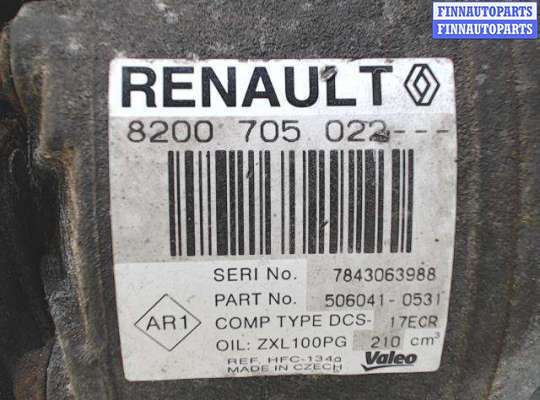 FINNAUTOPARTS
FINNAUTOPARTS
RENAULT
8200 705 022---
SERI No. 7843063988
PART No. 506041-0531
AR1
COMP TYPE DCS-17ECR
OIL: ZXL100PG 210 cm³
REF. HFC-134a
MADE IN CZECH
Valeo